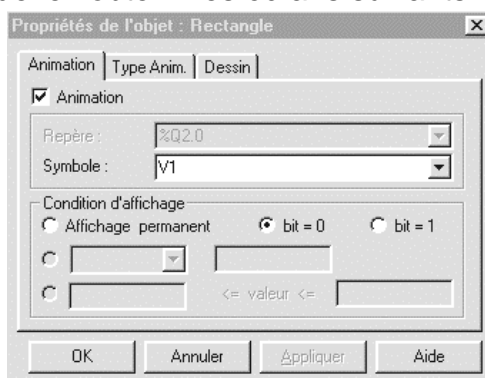 Propriétés de l'objet : Rectangle
Animation Type Anim. Dessin
Animation
Repère : %Q2.0
Symbole : V1
Condition d'affichage
Affichage permanent bit = 0 bit = 1
<= valeur <=
OK Annuler Appliquer Aide